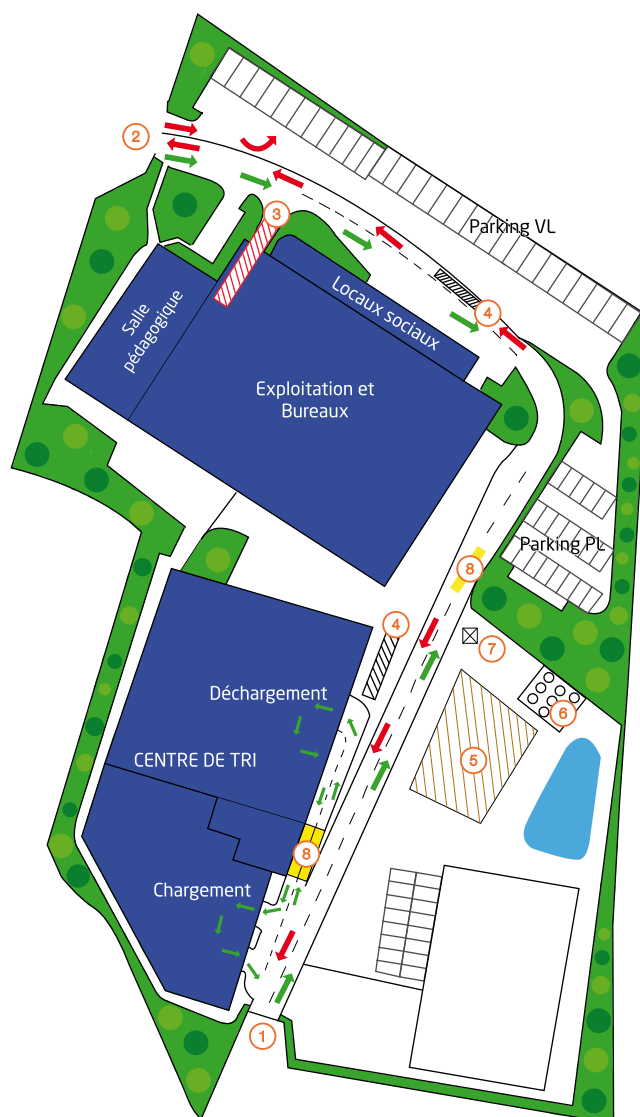 2
3
Parking VL
4
Locaux sociaux
Salle
pédagogique
Exploitation et
Bureaux
Parking PL
8
4
7
Déchargement
6
5
CENTRE DE TRI
8
Chargement
1